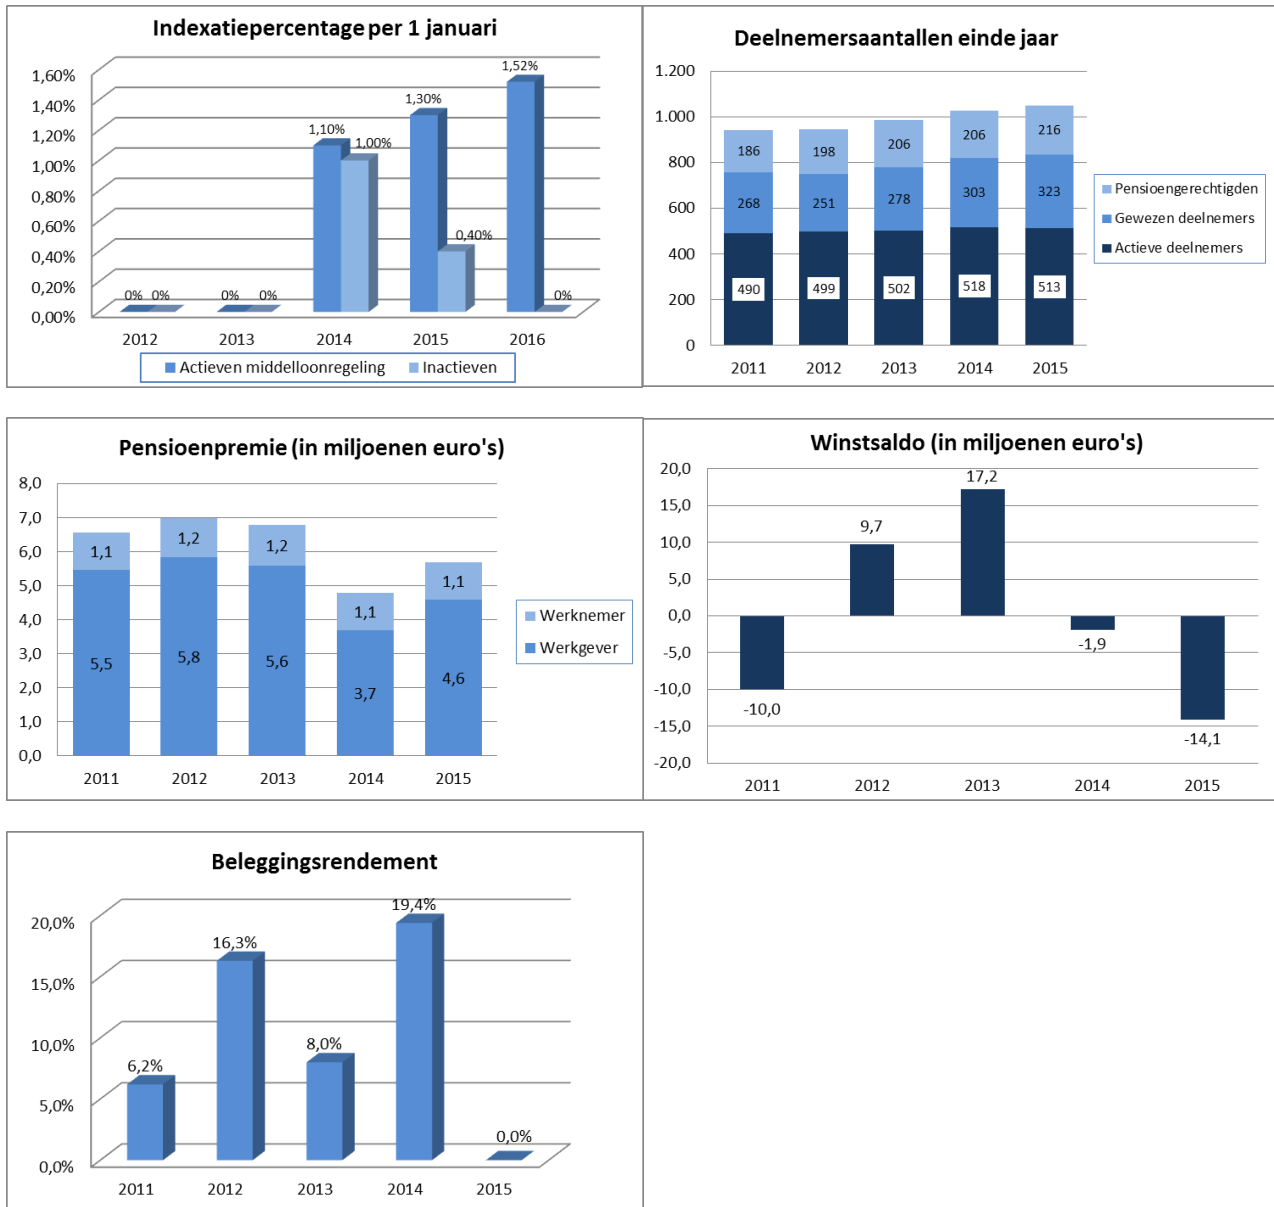 Indexatiepercentage per 1 januari
1,60%
1,40%
1,20%
1,00%
0,80%
0,60%
0,40%
0,20%
0,00%
0% 0% 0% 0% 1,10% 1,00% 1,30% 0,40% 1,52% 0%
2012 2013 2014 2015 2016
Actieven middelloonregeling Inactieven
Deelnemersaantallen einde jaar
1.200
1.000
800
600
400
200
0
186 198 206 206 216
268 251 278 303 323
490 499 502 518 513
2011 2012 2013 2014 2015
Pensioengerechtigden
Gewezen deelnemers
Actieve deelnemers
Pensioenpremie (in miljoenen euro's)
8,0
7,0
6,0
5,0
4,0
3,0
2,0
1,0
0,0
1,1 1,2 1,2 1,1 1,1
5,5 5,8 5,6 3,7 4,6
2011 2012 2013 2014 2015
Werknemer
Werkgever
Winstsaldo (in miljoenen euro's)
20,0
15,0
10,0
5,0
0,0
-5,0
-10,0
-15,0
-20,0
-10,0 9,7 17,2 -1,9 -14,1
2011 2012 2013 2014 2015
Beleggingsrendement
20,0%
15,0%
10,0%
5,0%
0,0%
6,2% 16,3% 8,0% 19,4% 0,0%
2011 2012 2013 2014 2015